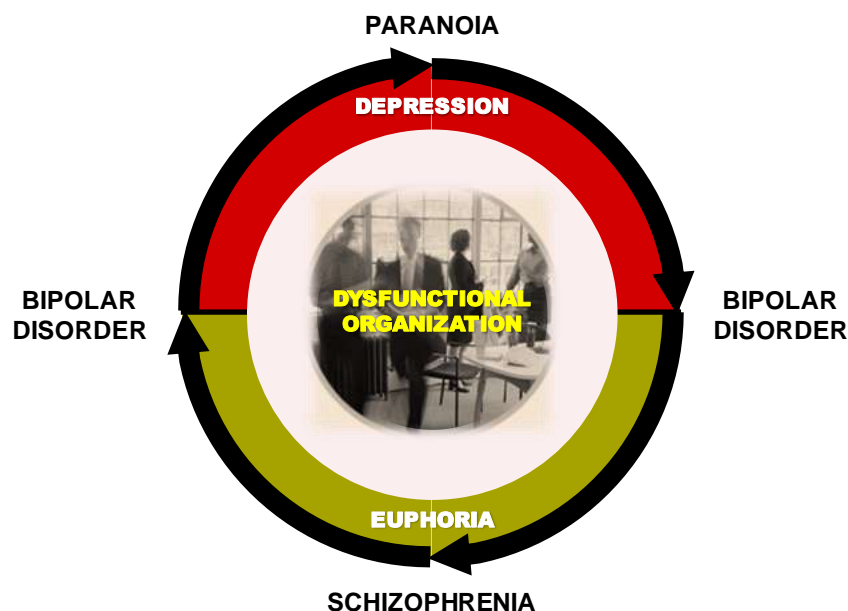 PARANOIA
DEPRESSION
BIPOLAR
DISORDER
DYSFUNCTIONAL
ORGANIZATION
BIPOLAR
DISORDER
EUPHORIA
SCHIZOPHRENIA